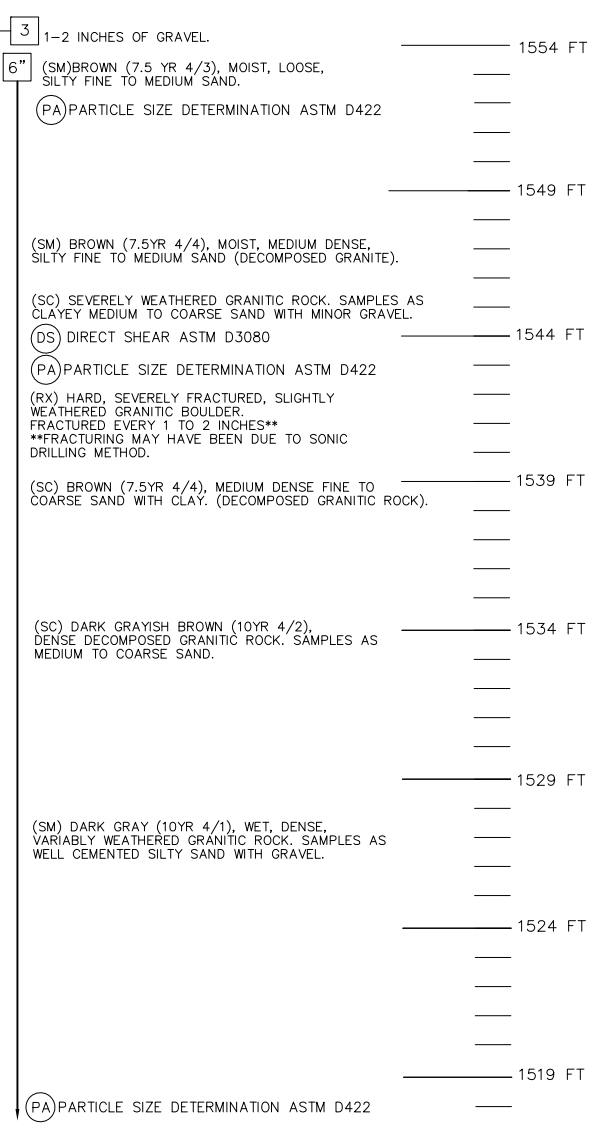 3 1-2 INCHES OF GRAVEL.
1554 FT
6" (SM)BROWN (7.5 YR 4/3), MOIST, LOOSE,
SILTY FINE TO MEDIUM SAND.
PA PARTICLE SIZE DETERMINATION ASTM D422
1549 FT
(SM) BROWN (7.5YR 4/4), MOIST, MEDIUM DENSE,
SILTY FINE TO MEDIUM SAND (DECOMPOSED GRANITE).
(SC) SEVERELY WEATHERED GRANITIC ROCK. SAMPLES AS
CLAYEY MEDIUM TO COARSE SAND WITH MINOR GRAVEL.
DS DIRECT SHEAR ASTM D3080
1544 FT
PA PARTICLE SIZE DETERMINATION ASTM D422
(RX) HARD, SEVERELY FRACTURED, SLIGHTLY
WEATHERED GRANITIC BOULDER.
FRACTURED EVERY 1 TO 2 INCHES**
**FRACTURING MAY HAVE BEEN DUE TO SONIC
DRILLING METHOD.
1539 FT
(SC) BROWN (7.5YR 4/4), MEDIUM DENSE FINE TO
COARSE SAND WITH CLAY. (DECOMPOSED GRANITIC ROCK).
(SC) DARK GRAYISH BROWN (10YR 4/2),
DENSE DECOMPOSED GRANITIC ROCK. SAMPLES AS
MEDIUM TO COARSE SAND.
1534 FT
1529 FT
(SM) DARK GRAY (10YR 4/1), WET, DENSE,
VARIABLY WEATHERED GRANITIC ROCK. SAMPLES AS
WELL CEMENTED SILTY SAND WITH GRAVEL.
1524 FT
1519 FT
PA PARTICLE SIZE DETERMINATION ASTM D422